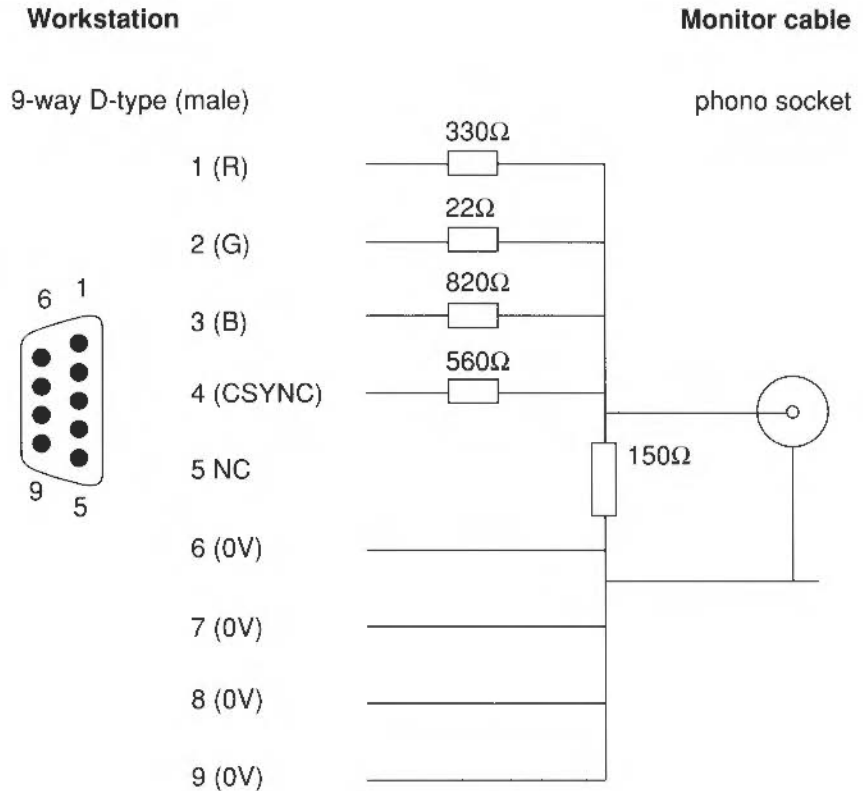 Workstation
Monitor cable
9-way D-type (male)
phono socket
330Ω
1 (R)
22Ω
2 (G)
820Ω
3 (B)
560Ω
4 (CSYNC)
6 1
9 5
5 NC
150Ω
6 (0V)
7 (0V)
8 (0V)
9 (0V)